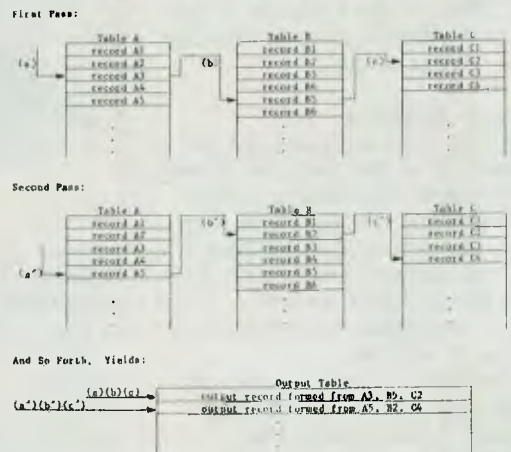 First Pass:
Table A
record A1
record A2
record A3
record A4
record A5
(a)
Table B
record B1
record B2
record B3
record B4
record B5
record B6
(b
Table C
record C1
record C2
record C3
record C4
(c)
Second Pass:
Table A
record A1
record A2
record A3
record A4
record A5
(a')
Table B
record B1
record B2
record B3
record B4
record B5
record B6
(b')
Table C
record C1
record C2
record C3
record C4
(c')
And So Forth, Yields:
Output Table
(a)(b)(c)
output record formed from A3, B5, C2
(a')(b')(c')
output record formed from A5, B2, C4